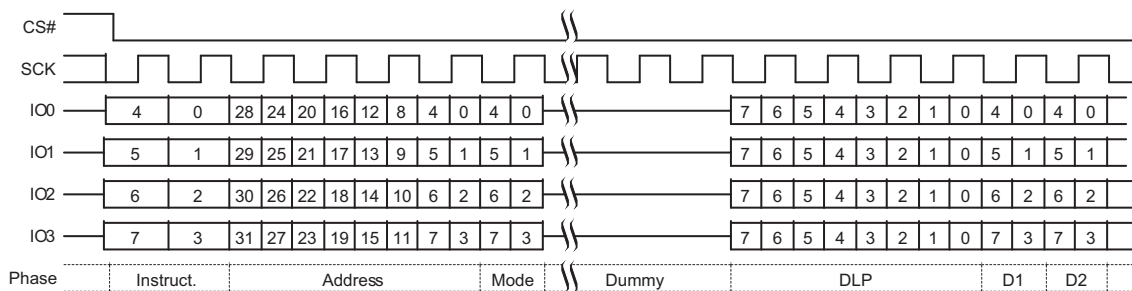 CS#
SCK
IO0 4 0 28 24 20 16 12 8 4 0 4 0 7 6 5 4 3 2 1 0 4 0 4 0
IO1 5 1 29 25 21 17 13 9 5 1 5 1 7 6 5 4 3 2 1 0 5 1 5 1
IO2 6 2 30 26 22 18 14 10 6 2 6 2 7 6 5 4 3 2 1 0 6 2 6 2
IO3 7 3 31 27 23 19 15 11 7 3 7 3 7 6 5 4 3 2 1 0 7 3 7 3
Phase Instruct. Address Mode Dummy DLP D1 D2